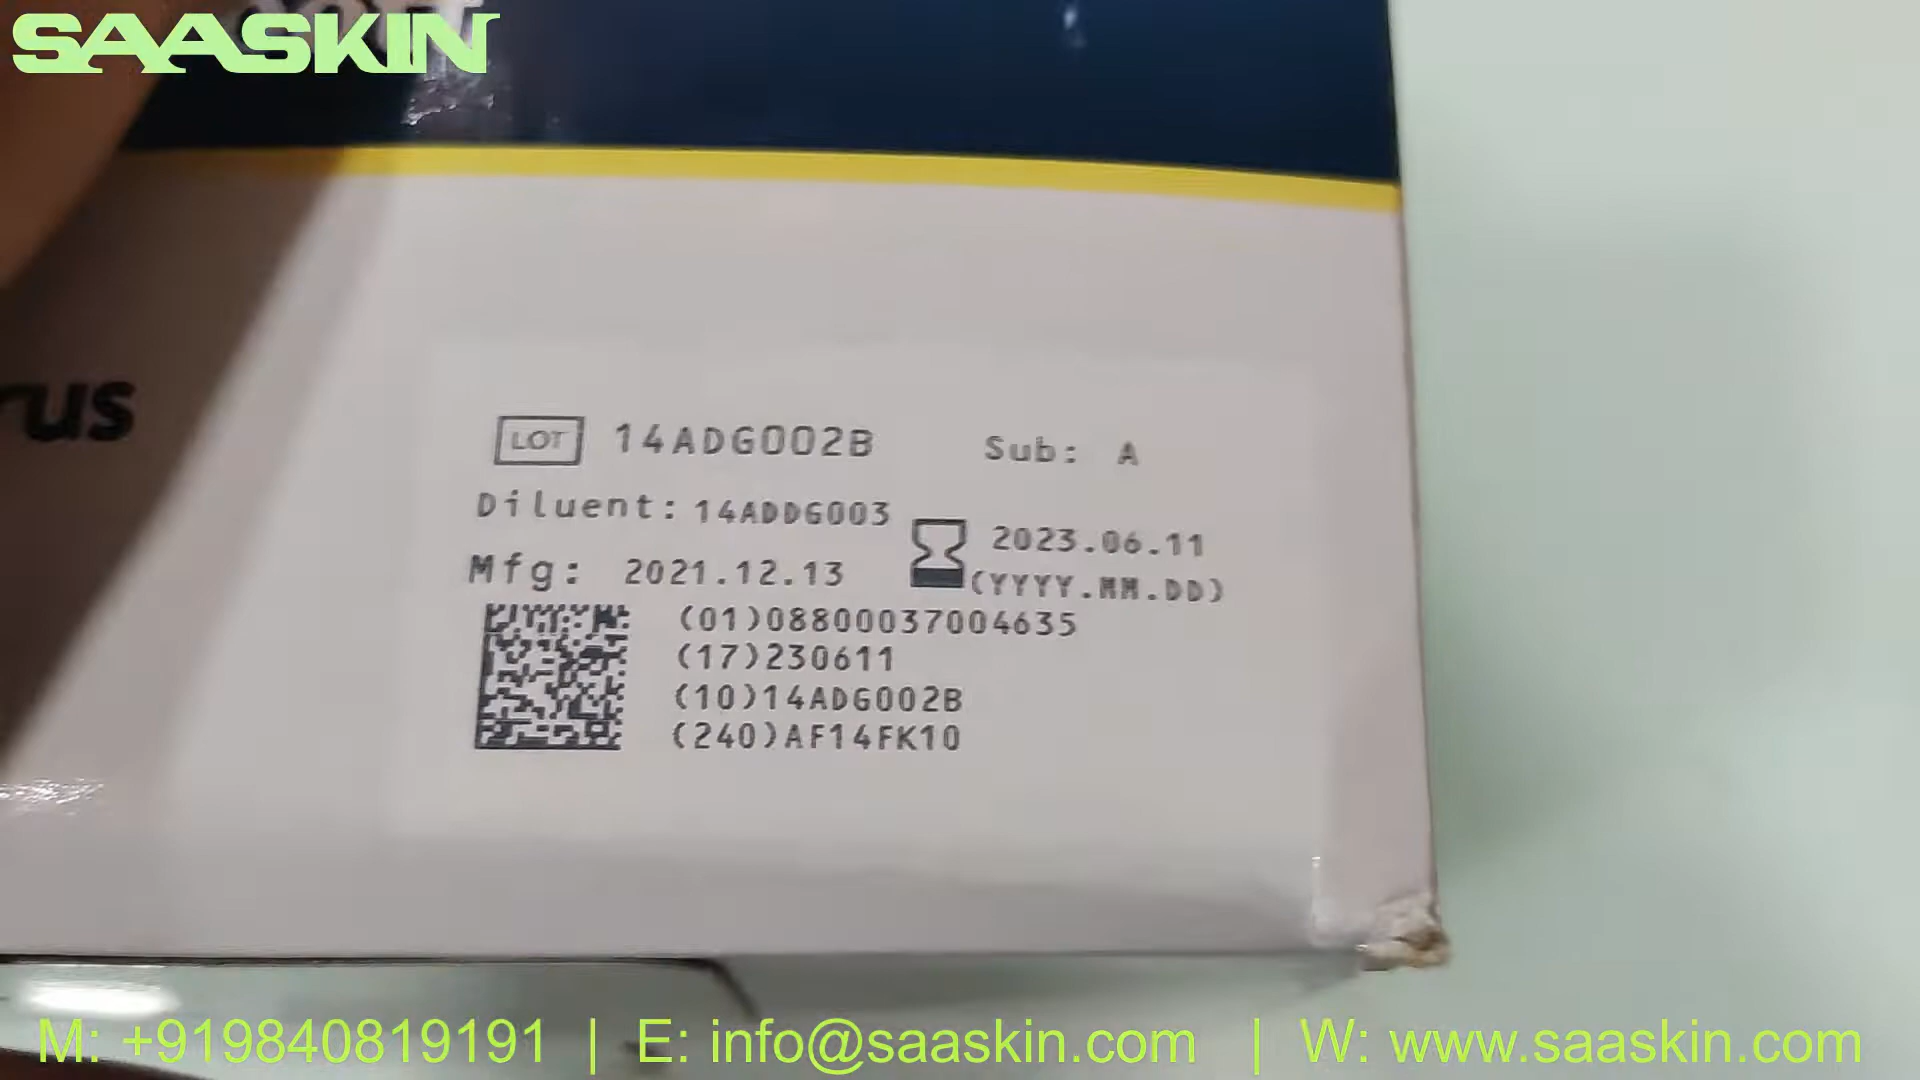 SAASKIN
rus
LOT 14ADG002B Sub: A
Diluent: 14ADDG003
2023.06.11
Mfg: 2021.12.13
(YYYY.MM.DD)
(01)08800037004635
(17)230611
(10)14ADG002B
(240)AF14FK10
M: +919840819191 | E: info@saaskin.com | W: www.saaskin.com